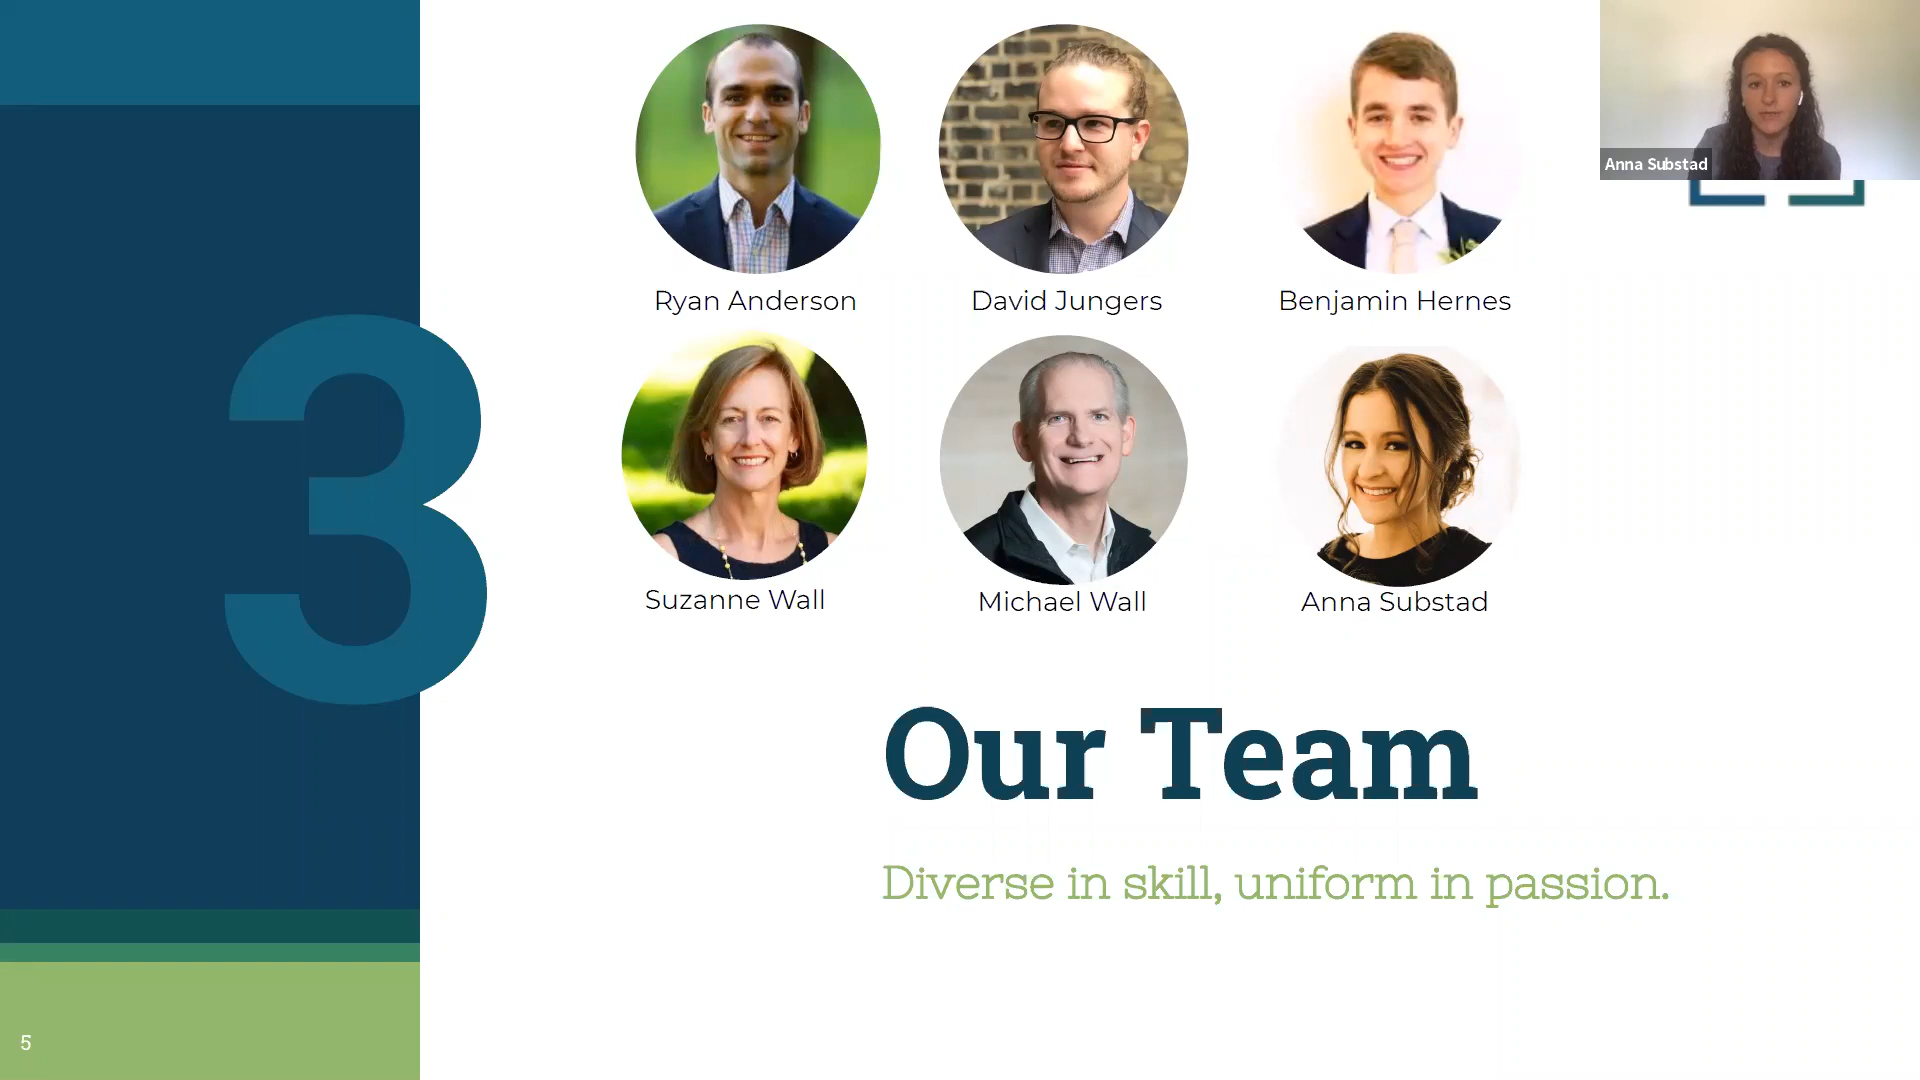 Anna Substad
Ryan Anderson
David Jungers
Benjamin Hernes
3
Suzanne Wall
Michael Wall
Anna Substad
Our Team
Diverse in skill, uniform in passion.
5